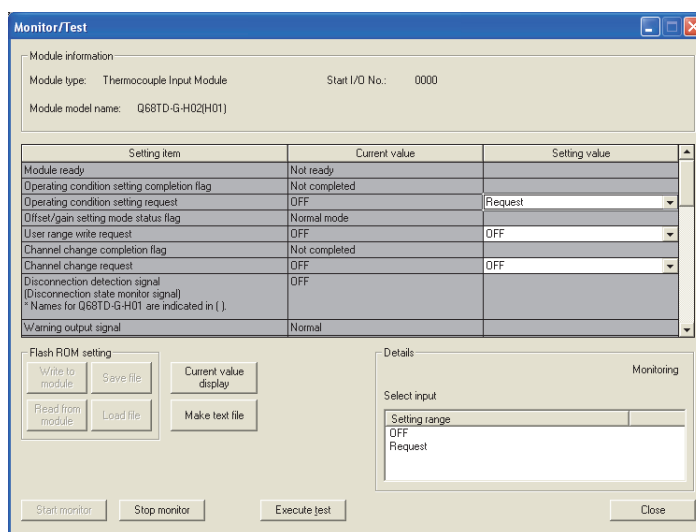 Monitor/Test
Module information
Module type: Thermocouple Input Module Start I/O No.: 0000
Module model name: Q68TD-G-H02(H01)
Setting item Current value Setting value
Module ready Not ready
Operating condition setting completion flag Not completed
Operating condition setting request OFF Request
Offset/gain setting mode status flag Normal mode
User range write request OFF OFF
Channel change completion flag Not completed
Channel change request OFF OFF
Disconnection detection signal OFF
(Disconnection state monitor signal)
* Names for Q68TD-G-H01 are indicated in ( ).
Warning output signal Normal
Flash ROM setting
Write to
module
Save file
Current value
display
Read from
module
Load file
Make text file
Details
Monitoring
Select input
Setting range
OFF
Request
Start monitor Stop monitor Execute test Close